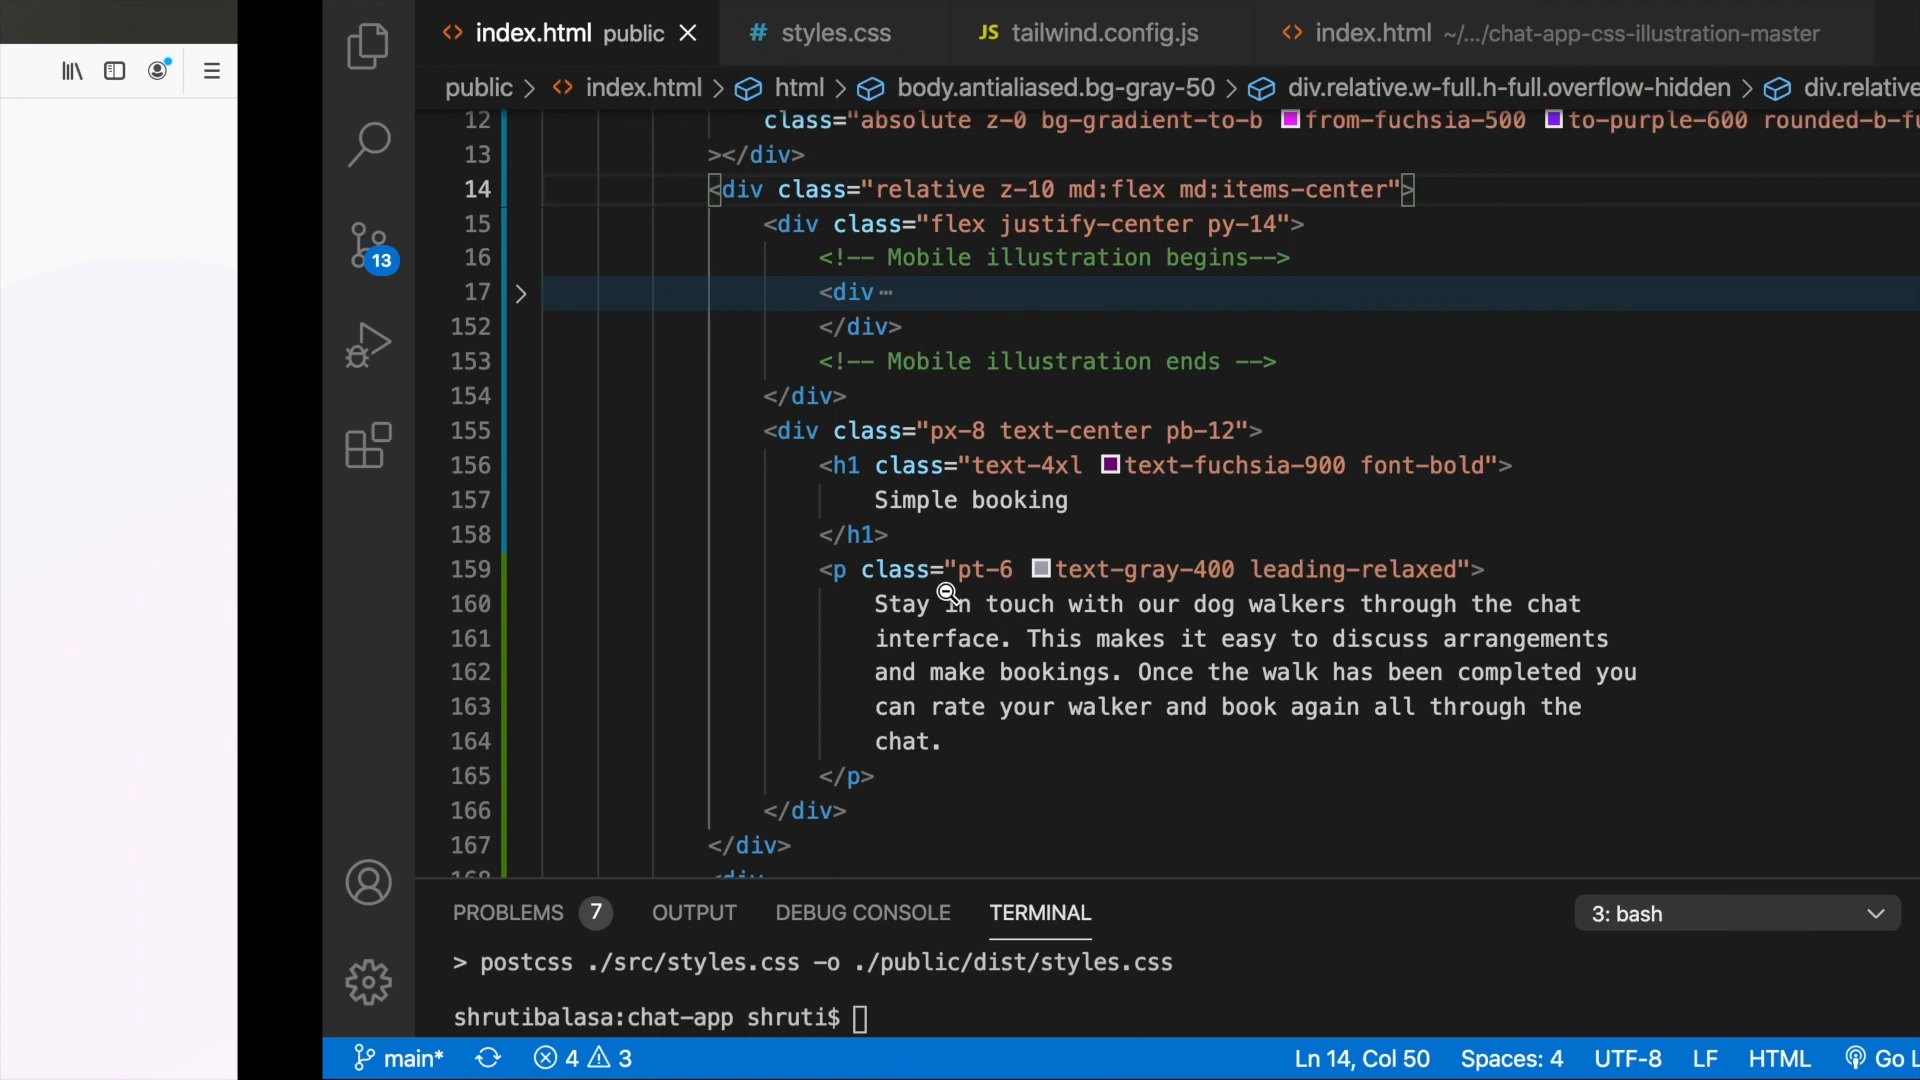 index.html public
# styles.css
JS tailwind.config.js
<> index.html ~/.../chat-app-css-illustration-master
public > <> index.html > html > body.antialiased.bg-gray-50 > div.relative.w-full.h-full.overflow-hidden > div.relative
12 class="absolute z-0 bg-gradient-to-b from-fuchsia-500 to-purple-600 rounded-b-fu
13 ></div>
14 <div class="relative z-10 md:flex md:items-center">
15 <div class="flex justify-center py-14">
16 <!-- Mobile illustration begins-->
17 <div…
152 </div>
153 <!-- Mobile illustration ends -->
154 </div>
155 <div class="px-8 text-center pb-12">
156 <h1 class="text-4xl text-fuchsia-900 font-bold">
157 Simple booking
158 </h1>
159 <p class="pt-6 text-gray-400 leading-relaxed">
160 Stay in touch with our dog walkers through the chat
161 interface. This makes it easy to discuss arrangements
162 and make bookings. Once the walk has been completed you
163 can rate your walker and book again all through the
164 chat.
165 </p>
166 </div>
167 </div>
168 <div
13
PROBLEMS 7 OUTPUT DEBUG CONSOLE TERMINAL 3: bash
> postcss ./src/styles.css -o ./public/dist/styles.css
shrutibalasa:chat-app shruti$
main* 4 3 Ln 14, Col 50 Spaces: 4 UTF-8 LF HTML Go L